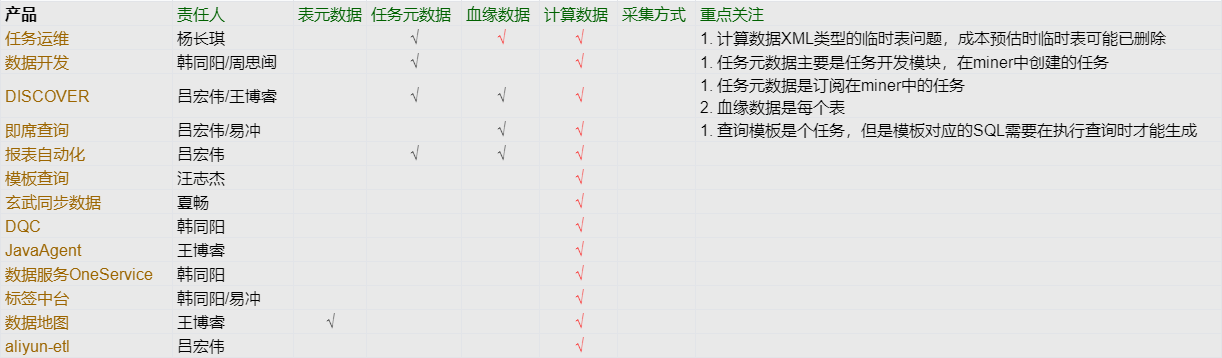 产品 责任人 表元数据 任务元数据 血缘数据 计算数据 采集方式 重点关注
任务运维 杨长琪 √ √ √ 1. 计算数据XML类型的临时表问题，成本预估时临时表可能已删除
数据开发 韩同阳/周思闽 √ √ 1. 任务元数据主要是任务开发模块，在miner中创建的任务
DISCOVER 吕宏伟/王博睿 √ √ √ 1. 任务元数据是订阅在miner中的任务
2. 血缘数据是每个表
即席查询 吕宏伟/易冲 √ √ 1. 查询模板是个任务，但是模板对应的SQL需要在执行查询时才能生成
报表自动化 吕宏伟 √ √ √
模板查询 汪志杰 √
玄武同步数据 夏畅 √
DQC 韩同阳 √
JavaAgent 王博睿 √
数据服务OneService 韩同阳 √
标签中台 韩同阳/易冲 √
数据地图 王博睿 √ √
aliyun-etl 吕宏伟 √